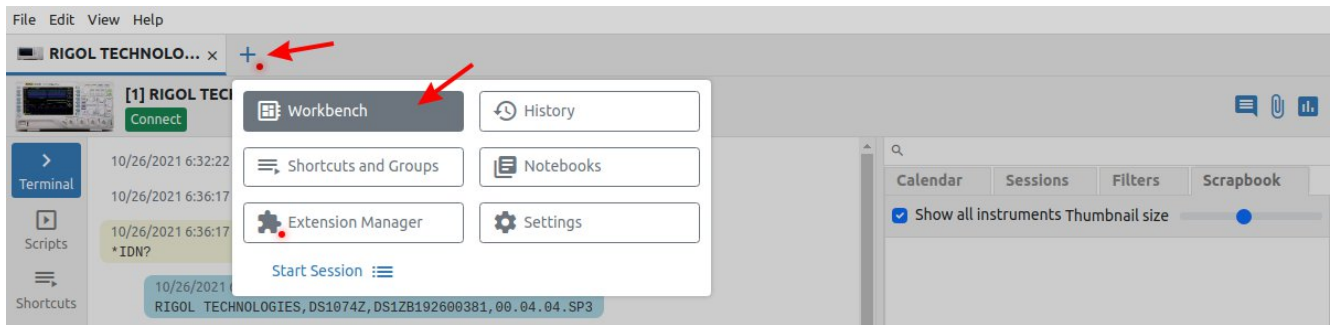 File Edit View Help
RIGOL TECHNOLO... × +
[1] RIGOL TECH
Connect
Workbench
History
Shortcuts and Groups
Notebooks
Extension Manager
Settings
Start Session
Terminal
Scripts
Shortcuts
10/26/2021 6:32:22
10/26/2021 6:36:17
10/26/2021 6:36:17
*IDN?
10/26/2021
RIGOL TECHNOLOGIES,DS1074Z,DS1ZB192600381,00.04.04.SP3
Calendar Sessions Filters Scrapbook
Show all instruments Thumbnail size